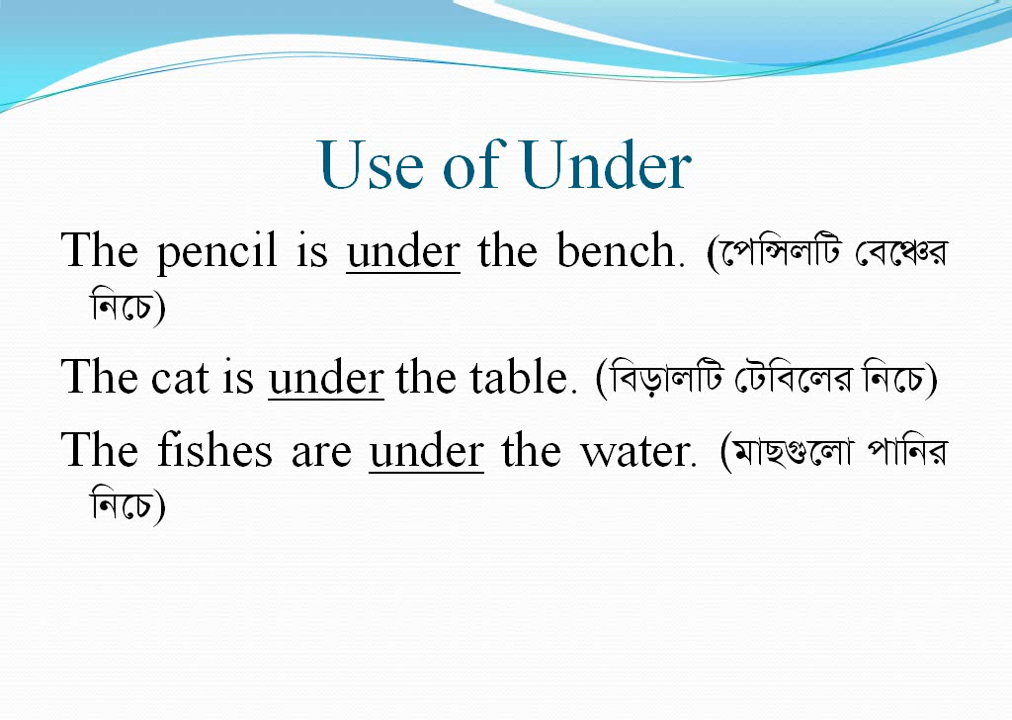 Use of Under
The pencil is under the bench. (পেন্সিলটি বেঞ্চের
নিচে)
The cat is under the table. (বিড়ালটি টেবিলের নিচে)
The fishes are under the water. (মাছগুলো পানির
নিচে)